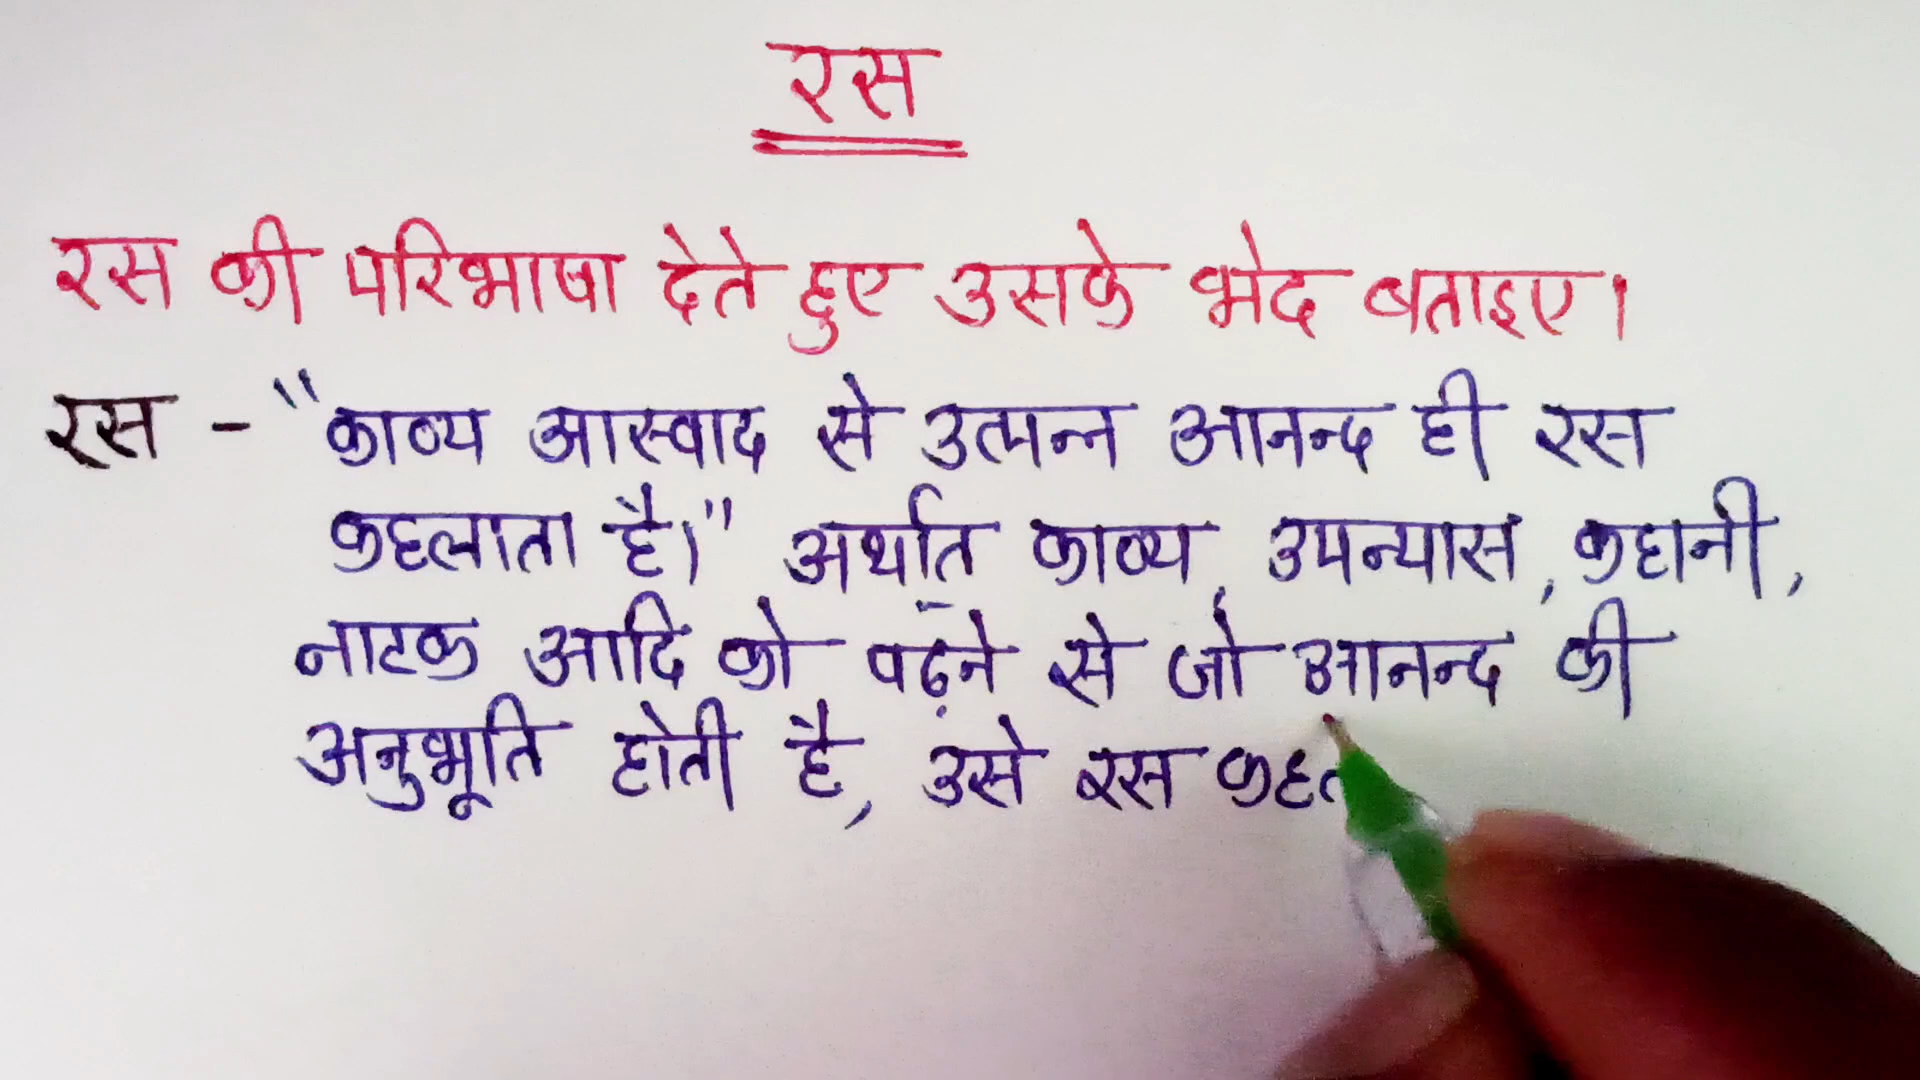 रस
रस की परिभाषा देते हुए उसके भेद बताइए।
रस - "काव्य आस्वाद से उत्पन्न आनन्द ही रस
कहलाता है।" अर्थात् काव्य, उपन्यास, कहानी,
नाटक आदि को पढ़ने से जो आनन्द की
अनुभूति होती है, उसे रस